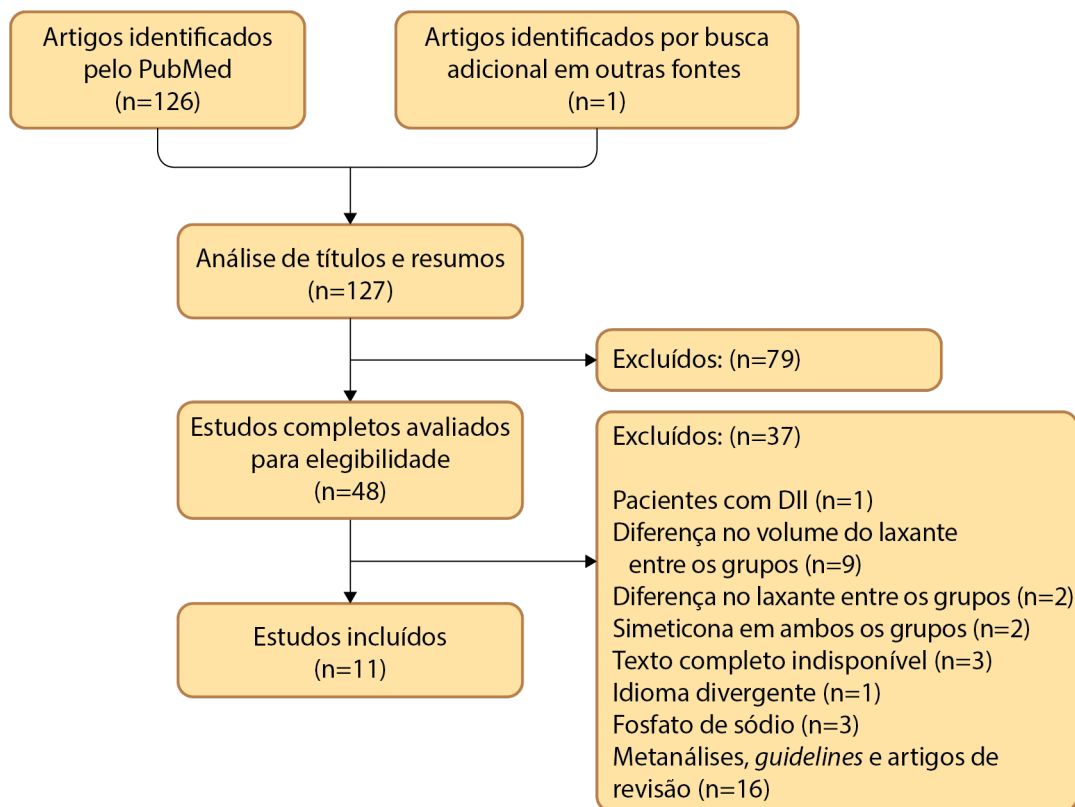 Artigos identificados
pelo PubMed
(n=126)
Artigos identificados por busca
adicional em outras fontes
(n=1)
Análise de títulos e resumos
(n=127)
Excluídos: (n=79)
Estudos completos avaliados
para elegibilidade
(n=48)
Excluídos: (n=37)
Pacientes com DII (n=1)
Diferença no volume do laxante
entre os grupos (n=9)
Diferença no laxante entre os grupos (n=2)
Simeticona em ambos os grupos (n=2)
Texto completo indisponível (n=3)
Idioma divergente (n=1)
Fosfato de sódio (n=3)
Metanálises, guidelines e artigos de
revisão (n=16)
Estudos incluídos
(n=11)